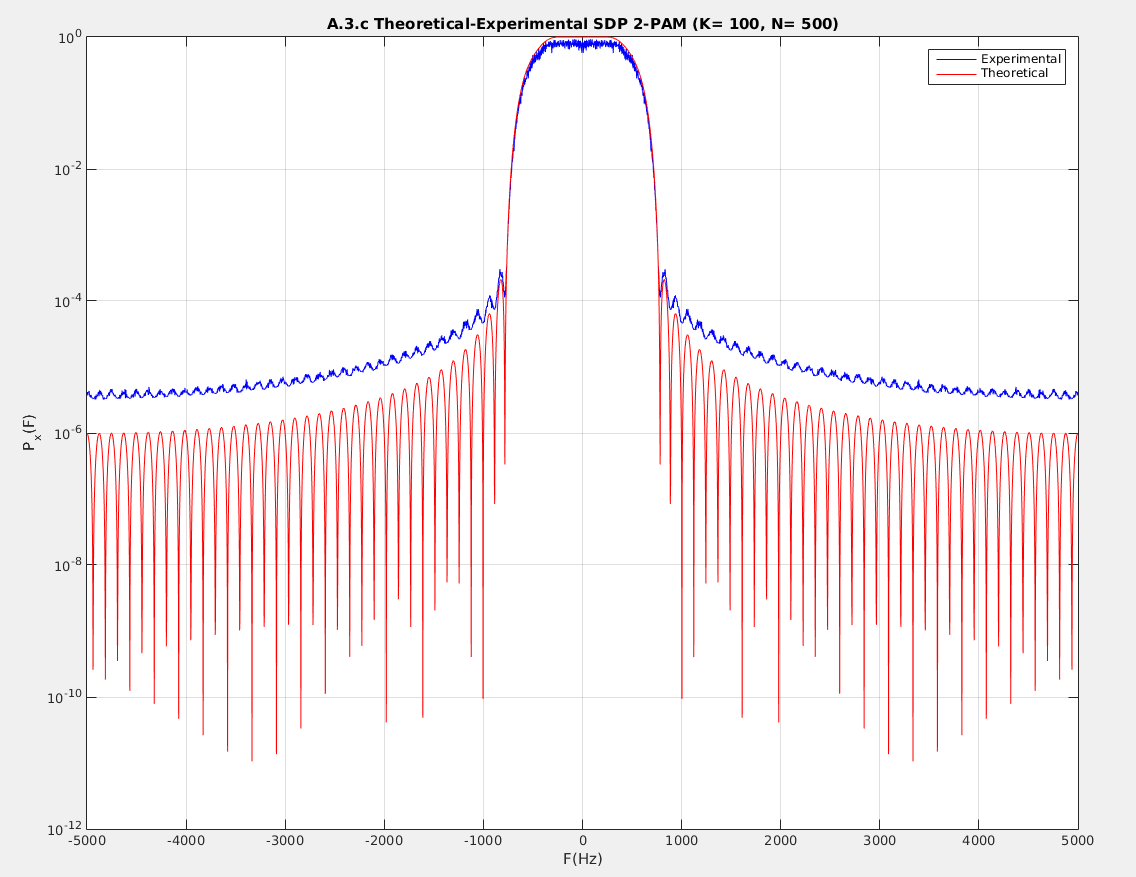 A.3.c Theoretical-Experimental SDP 2-PAM (K= 100, N= 500)
Experimental
Theoretical
10^0
10^-2
10^-4
10^-6
10^-8
10^-10
10^-12
P_x(F)
-5000 -4000 -3000 -2000 -1000 0 1000 2000 3000 4000 5000
F(Hz)